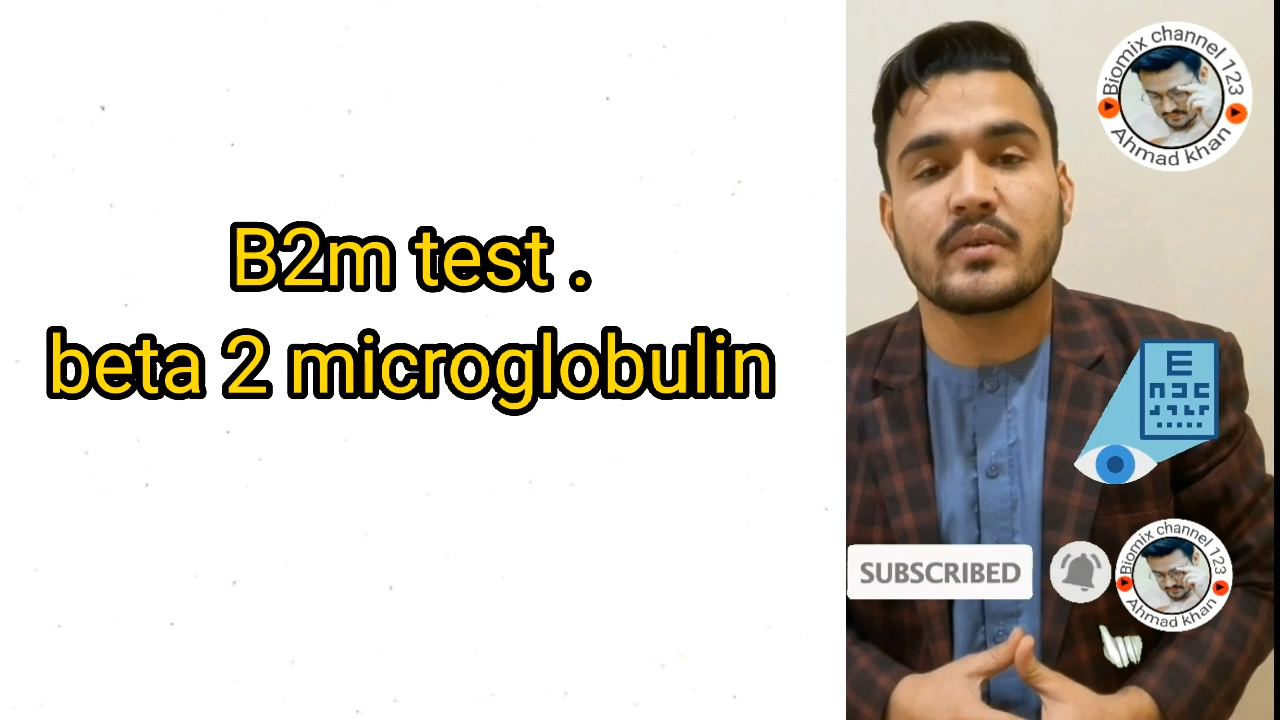 B2m test .
beta 2 microglobulin
Biomix channel 123
Ahmad khan
E
SUBSCRIBED
Biomix channel 123
Ahmad khan